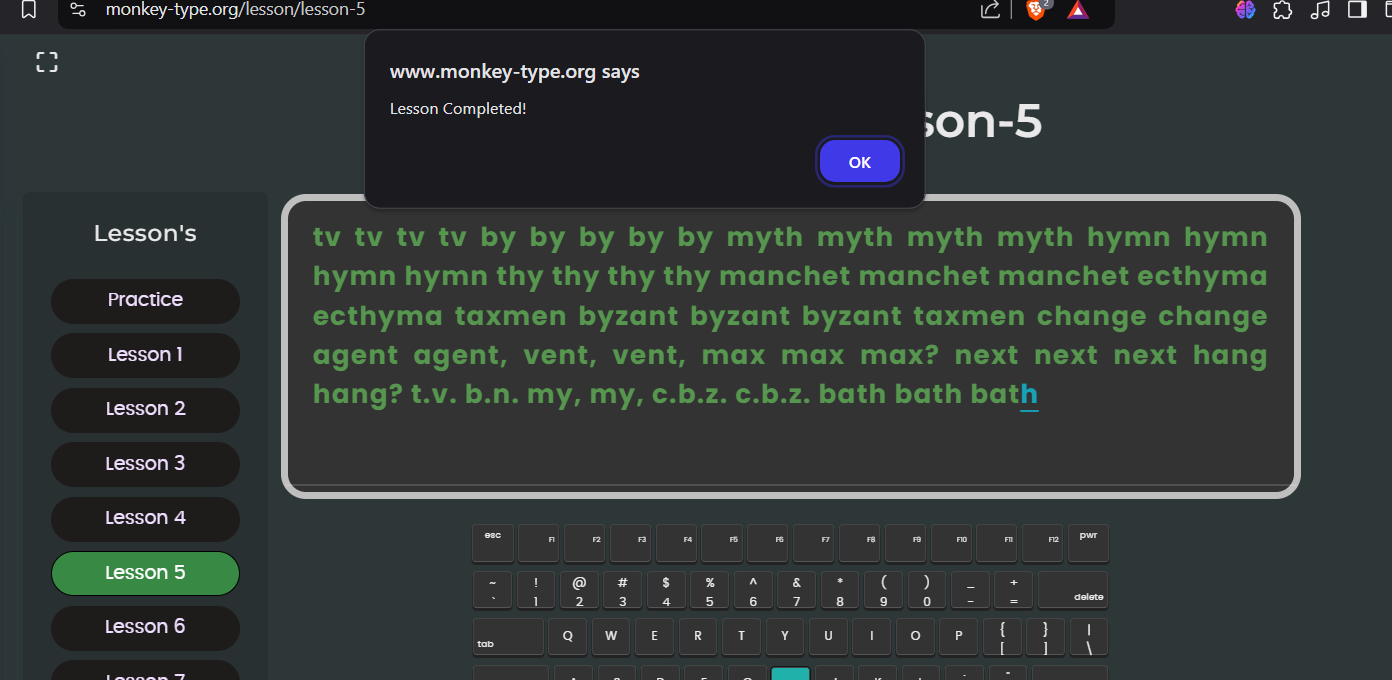 monkey-type.org/lesson/lesson-5
2
www.monkey-type.org says
Lesson Completed!
OK
son-5
Lesson's
Practice
Lesson 1
Lesson 2
Lesson 3
Lesson 4
Lesson 5
Lesson 6
Lesson 7
tv tv tv tv by by by by by myth myth myth myth hymn hymn
hymn hymn thy thy thy thy manchet manchet manchet ecthyma
ecthyma taxmen byzant byzant byzant taxmen change change
agent agent, vent, vent, max max max? next next next hang
hang? t.v. b.n. my, my, c.b.z. c.b.z. bath bath bath
esc F1 F2 F3 F4 F5 F6 F7 F8 F9 F10 F11 F12 pwr
~ ! @ # $ % ^ & * ( ) _ +
` 1 2 3 4 5 6 7 8 9 0 - = delete
tab Q W E R T Y U I O P { [ } ] | \